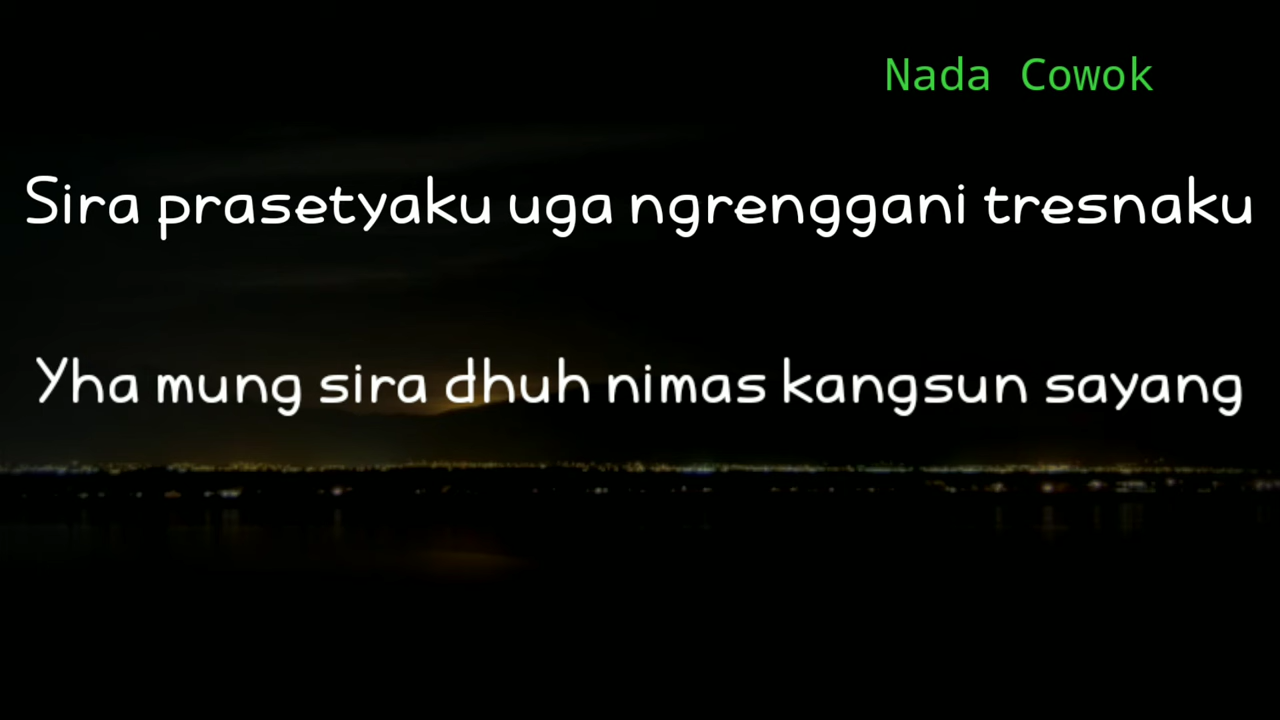 Nada Cowok
Sira prasetyaku uga ngrenggani tresnaku
Yha mung sira dhuh nimas kangsun sayang